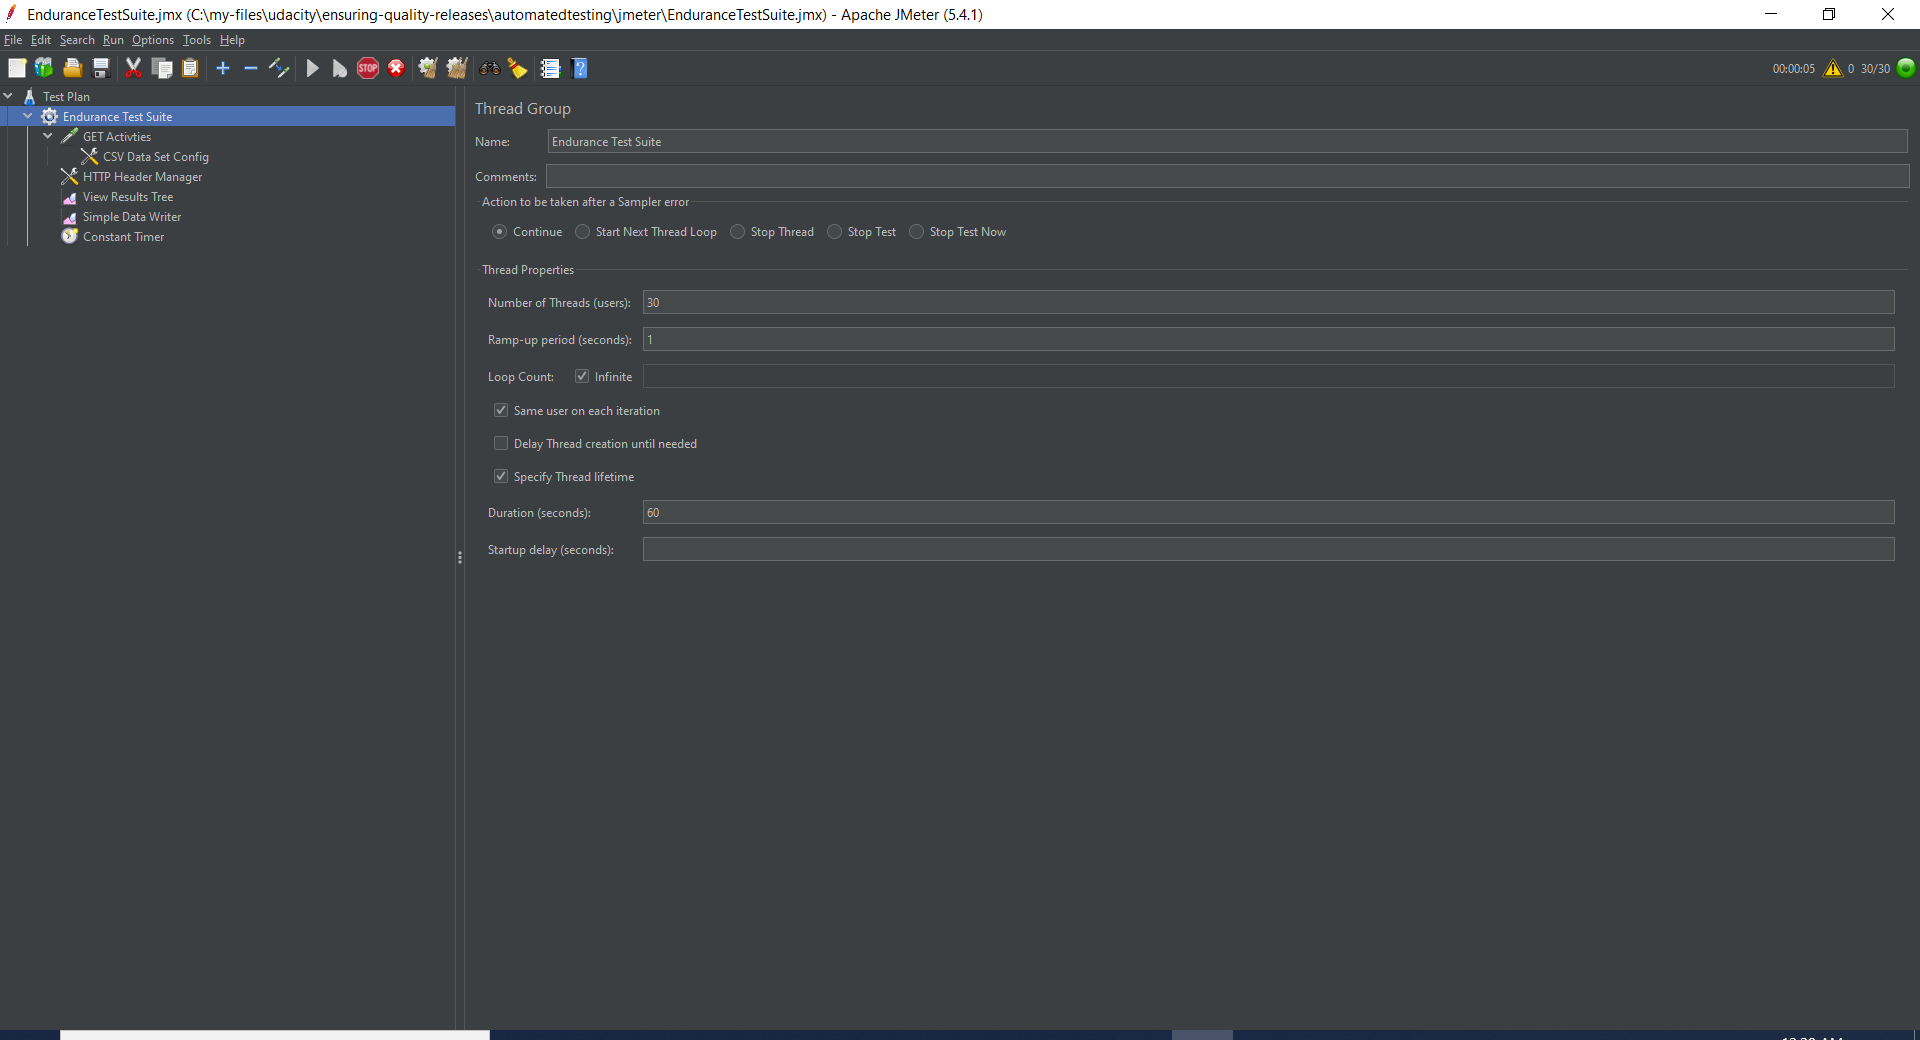 EnduranceTestSuite.jmx (C:\my-files\udacity\ensuring-quality-releases\automatedtesting\jmeter\EnduranceTestSuite.jmx) - Apache JMeter (5.4.1)
File Edit Search Run Options Tools Help
STOP
00:00:05 0 30/30
Test Plan
Endurance Test Suite
GET Activties
CSV Data Set Config
HTTP Header Manager
View Results Tree
Simple Data Writer
Constant Timer
Thread Group
Name: Endurance Test Suite
Comments:
Action to be taken after a Sampler error
Continue Start Next Thread Loop Stop Thread Stop Test Stop Test Now
Thread Properties
Number of Threads (users): 30
Ramp-up period (seconds): 1
Loop Count: Infinite
Same user on each iteration
Delay Thread creation until needed
Specify Thread lifetime
Duration (seconds): 60
Startup delay (seconds):